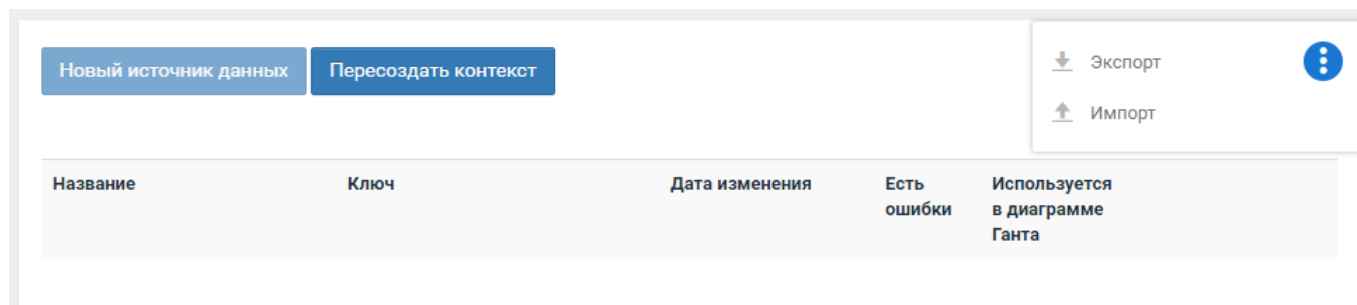 Новый источник данных
Пересоздать контекст
Экспорт
Импорт
Название
Ключ
Дата изменения
Есть
ошибки
Используется
в диаграмме
Ганта